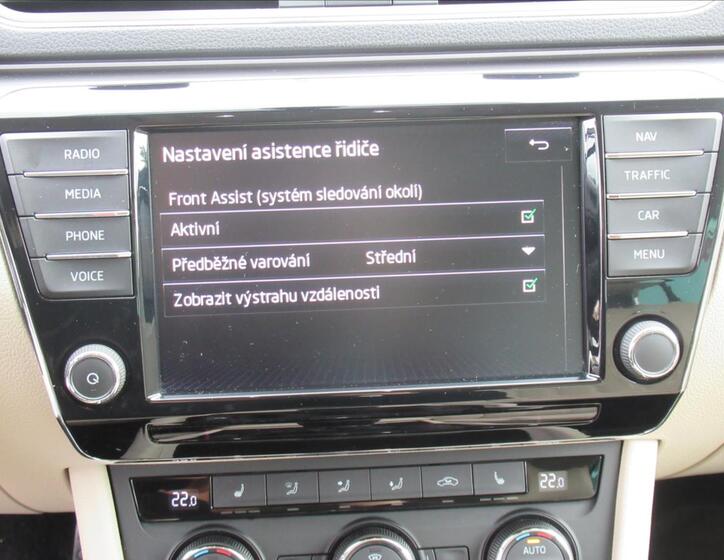 Nastavení asistence řidiče
Front Assist (systém sledování okolí)
Aktivní
Předběžné varování Střední
Zobrazit výstrahu vzdálenosti
RADIO
MEDIA
PHONE
VOICE
NAV
TRAFFIC
CAR
MENU
22.0
22.0
AUTO